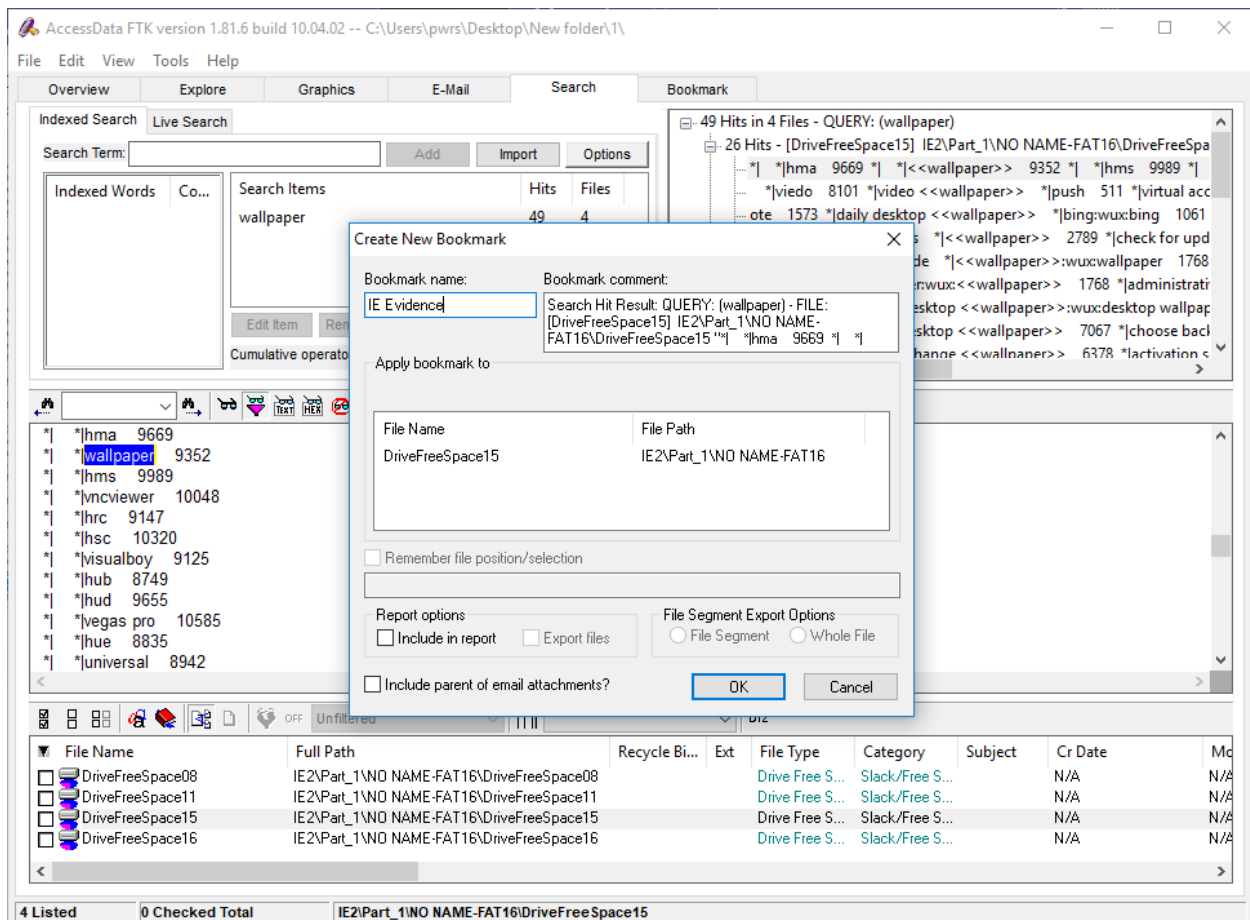 AccessData FTK version 1.81.6 build 10.04.02 -- C:\Users\pwrs\Desktop\New folder\1\
File Edit View Tools Help
Overview Explore Graphics E-Mail Search Bookmark
Indexed Search Live Search
Search Term: Add Import Options
Indexed Words Co...
Search Items Hits Files
wallpaper 49 4
Edit Item
Cumulative operato
49 Hits in 4 Files - QUERY: (wallpaper)
26 Hits - [DriveFreeSpace15] IE2\Part_1\NO NAME-FAT16\DriveFreeSpa
*| *|hma 9669 *| *|<<wallpaper>> 9352 *| *|hms 9989 *|
*|viedo 8101 *|video <<wallpaper>> *|push 511 *|virtual acc
ote 1573 *|daily desktop <<wallpaper>> *|bing:wux:bing 1061
*|<<wallpaper>> 2789 *|check for upd
*|<<wallpaper>>:wux:wallpaper 1768
:wux:<<wallpaper>> 1768 *|administrati
<<wallpaper>>:wux:desktop wallpap
<<wallpaper>> 7067 *|choose back
<<wallpaper>> 6378 *|activation s
Create New Bookmark
Bookmark name: Bookmark comment:
IE Evidence
Search Hit Result: QUERY: (wallpaper) - FILE:
[DriveFreeSpace15] IE2\Part_1\NO NAME-
FAT16\DriveFreeSpace15 "*| *|hma 9669 *| *|
Apply bookmark to
File Name File Path
DriveFreeSpace15 IE2\Part_1\NO NAME-FAT16
Remember file position/selection
Report options
Include in report Export files
File Segment Export Options
File Segment Whole File
Include parent of email attachments?
OK Cancel
TEXT HEX
*| *|hma 9669
*| *|wallpaper 9352
*| *|hms 9989
*| *|vncviewer 10048
*| *|hrc 9147
*| *|hsc 10320
*| *|visualboy 9125
*| *|hub 8749
*| *|hud 9655
*| *|vegas pro 10585
*| *|hue 8835
*| *|universal 8942
OFF Unfiltered
File Name Full Path Recycle Bi... Ext File Type Category Subject Cr Date
DriveFreeSpace08 IE2\Part_1\NO NAME-FAT16\DriveFreeSpace08 Drive Free S... Slack/Free S... N/A N/A
DriveFreeSpace11 IE2\Part_1\NO NAME-FAT16\DriveFreeSpace11 Drive Free S... Slack/Free S... N/A N/A
DriveFreeSpace15 IE2\Part_1\NO NAME-FAT16\DriveFreeSpace15 Drive Free S... Slack/Free S... N/A N/A
DriveFreeSpace16 IE2\Part_1\NO NAME-FAT16\DriveFreeSpace16 Drive Free S... Slack/Free S... N/A N/A
4 Listed 0 Checked Total IE2\Part_1\NO NAME-FAT16\DriveFreeSpace15